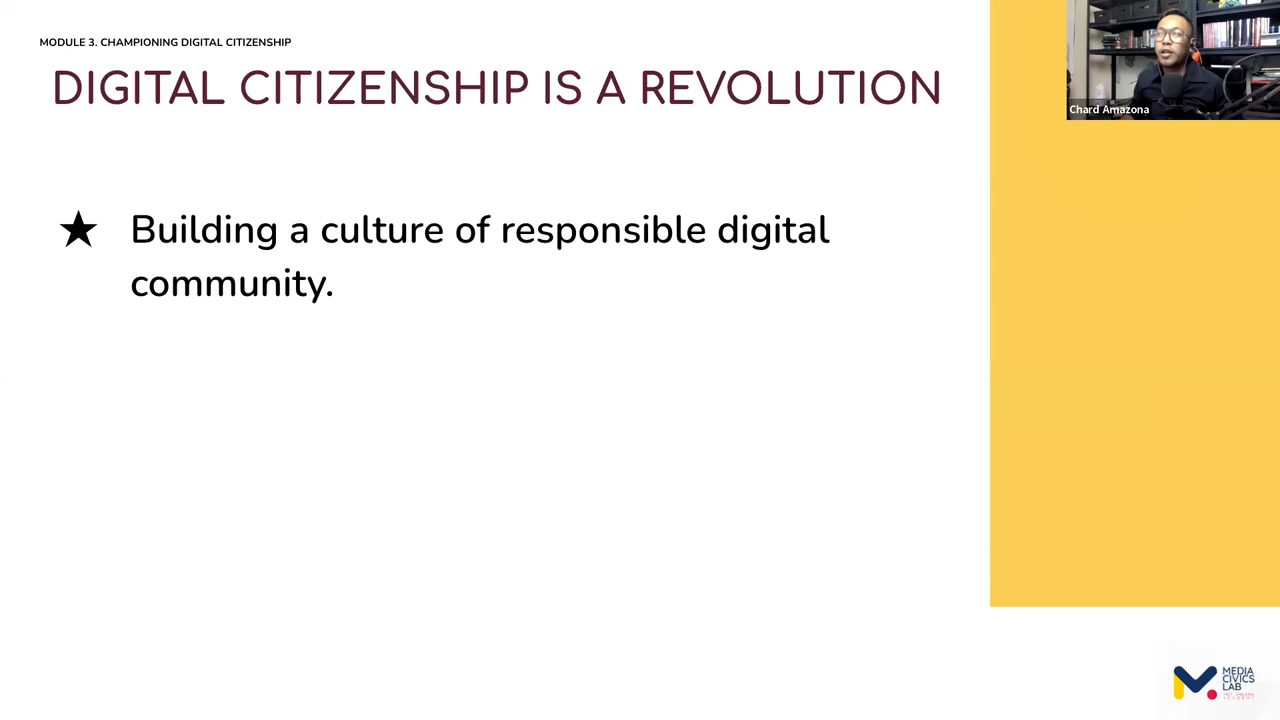 MODULE 3. CHAMPIONING DIGITAL CITIZENSHIP
DIGITAL CITIZENSHIP IS A REVOLUTION
Chard Amazona
★ Building a culture of responsible digital
community.
MEDIA
CIVICS
LAB